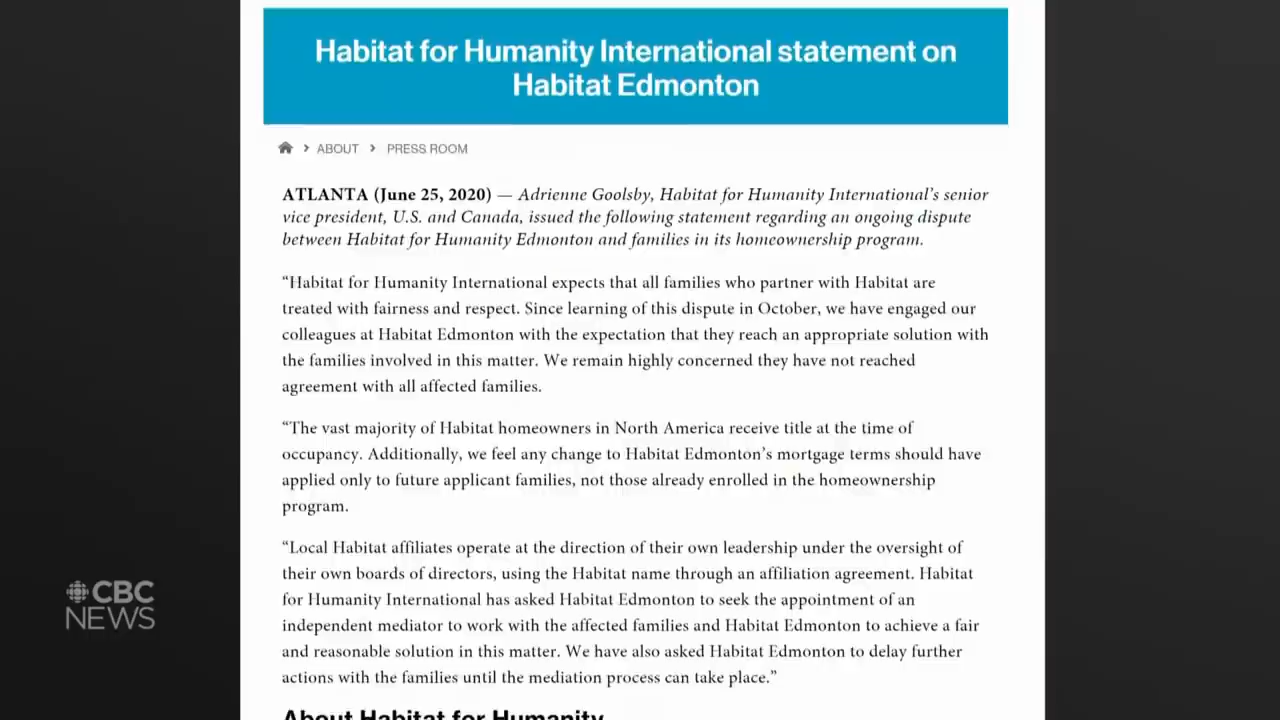 Habitat for Humanity International statement on
Habitat Edmonton
ABOUT > PRESS ROOM
ATLANTA (June 25, 2020) — Adrienne Goolsby, Habitat for Humanity International’s senior
vice president, U.S. and Canada, issued the following statement regarding an ongoing dispute
between Habitat for Humanity Edmonton and families in its homeownership program.
“Habitat for Humanity International expects that all families who partner with Habitat are
treated with fairness and respect. Since learning of this dispute in October, we have engaged our
colleagues at Habitat Edmonton with the expectation that they reach an appropriate solution with
the families involved in this matter. We remain highly concerned they have not reached
agreement with all affected families.
“The vast majority of Habitat homeowners in North America receive title at the time of
occupancy. Additionally, we feel any change to Habitat Edmonton’s mortgage terms should have
applied only to future applicant families, not those already enrolled in the homeownership
program.
“Local Habitat affiliates operate at the direction of their own leadership under the oversight of
their own boards of directors, using the Habitat name through an affiliation agreement. Habitat
for Humanity International has asked Habitat Edmonton to seek the appointment of an
independent mediator to work with the affected families and Habitat Edmonton to achieve a fair
and reasonable solution in this matter. We have also asked Habitat Edmonton to delay further
actions with the families until the mediation process can take place.”
About Habitat for Humanity
CBC
NEWS